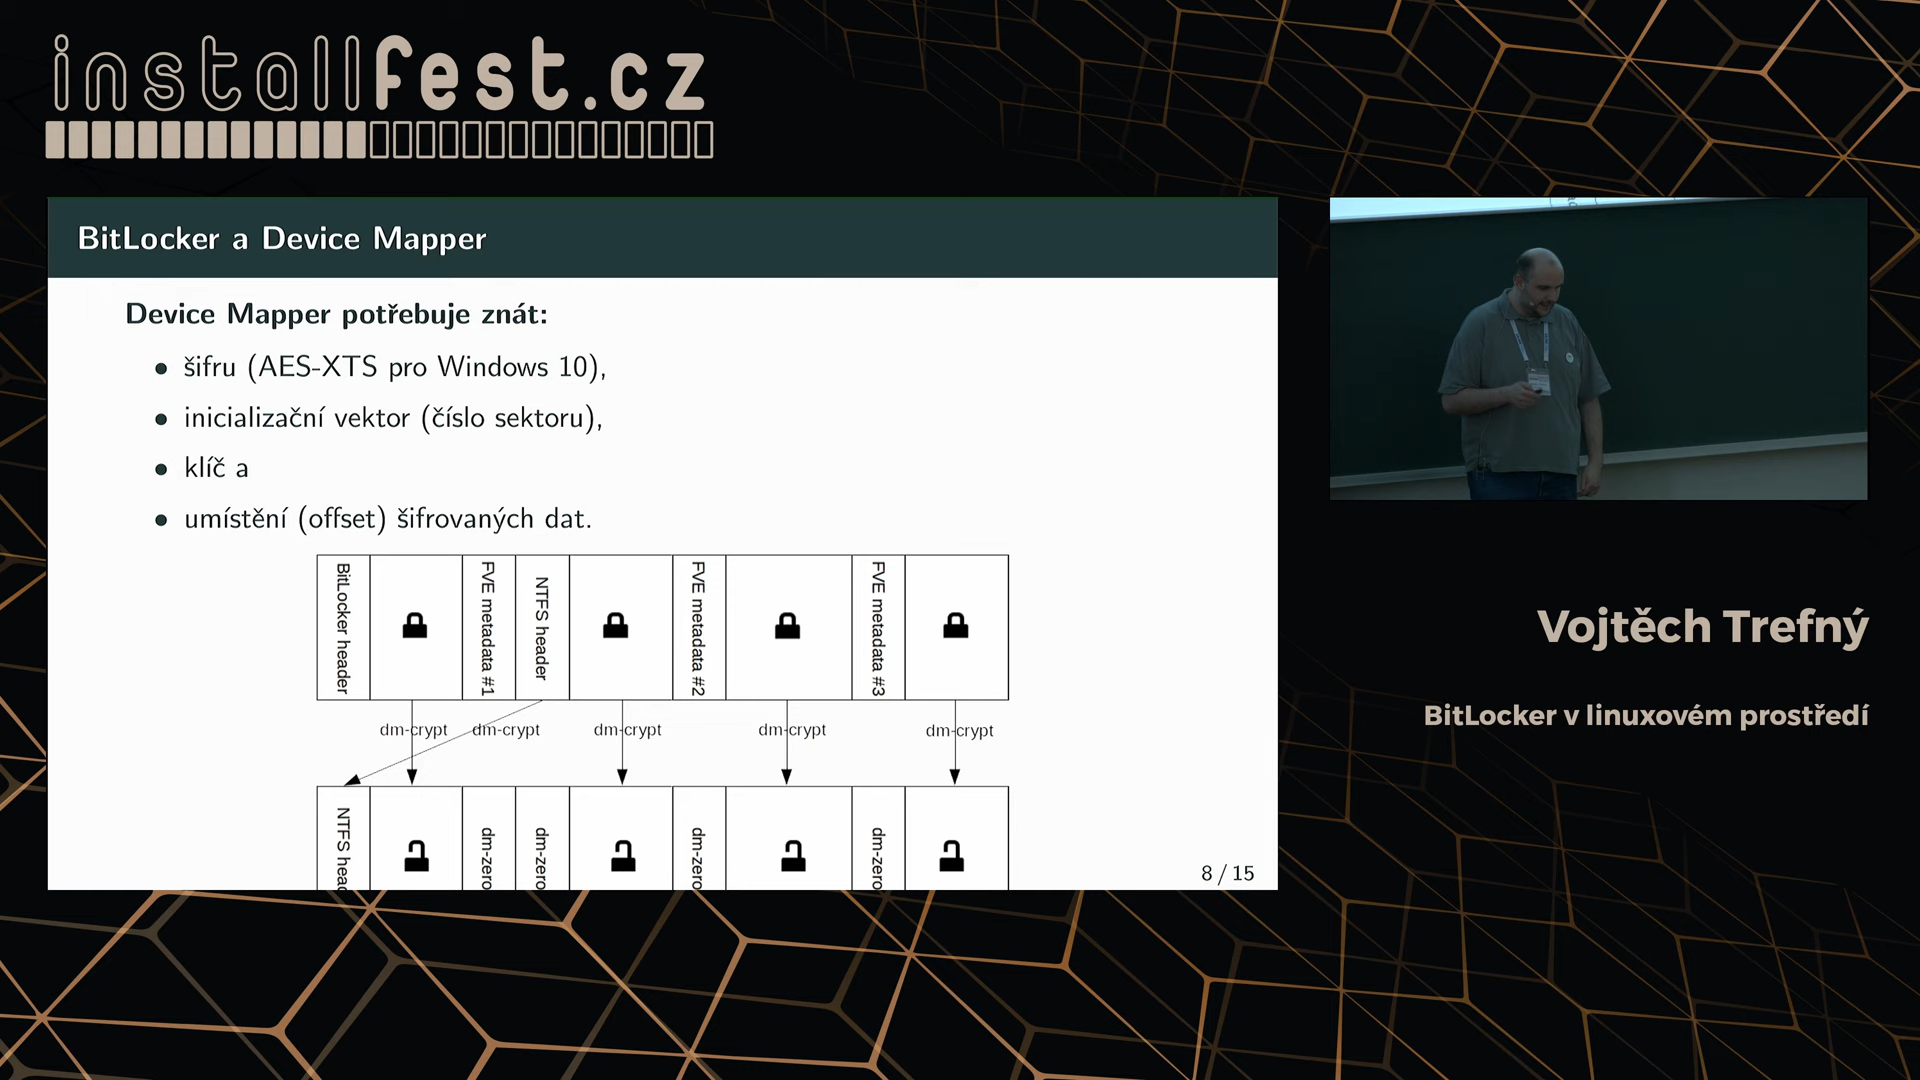 installfest.cz
BitLocker a Device Mapper
Device Mapper potřebuje znát:
• šifru (AES-XTS pro Windows 10),
• inicializační vektor (číslo sektoru),
• klíč a
• umístění (offset) šifrovaných dat.
BitLocker header
FVE metadata #1
NTFS header
FVE metadata #2
FVE metadata #3
dm-crypt dm-crypt dm-crypt dm-crypt dm-crypt
NTFS head
dm-zero
dm-zero
dm-zero
dm-zero
8 / 15
Vojtěch Trefný
BitLocker v linuxovém prostředí